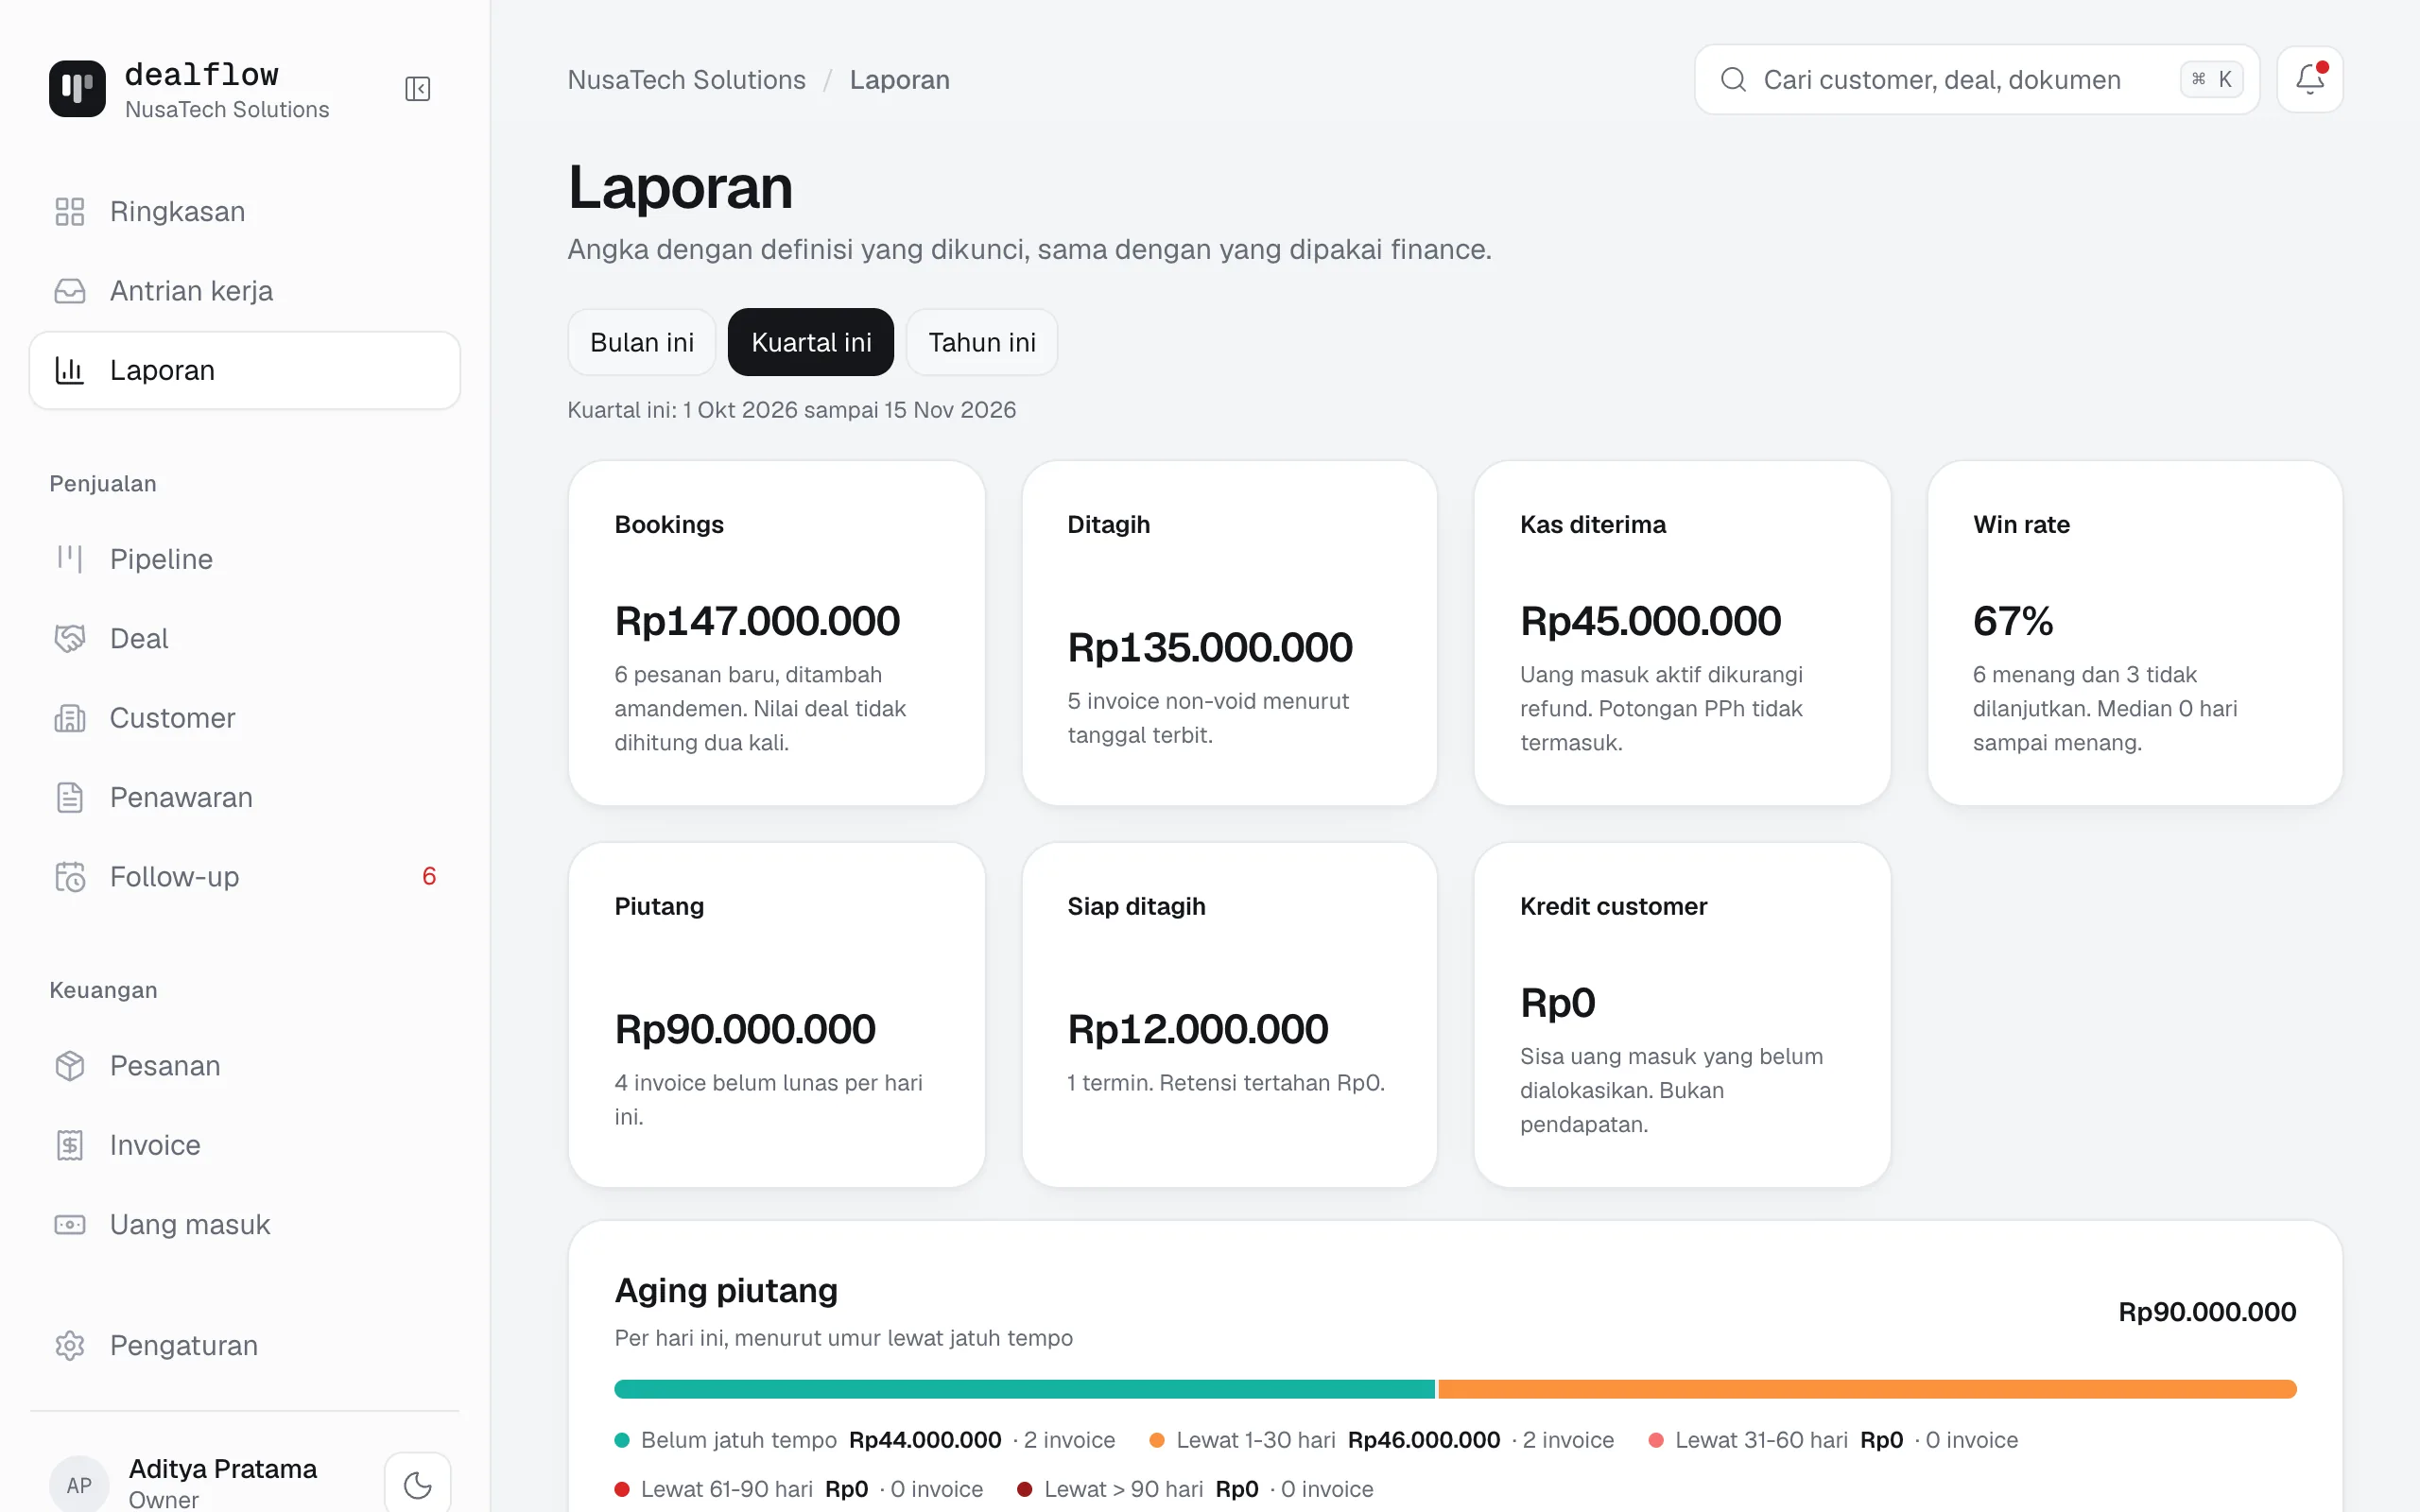 dealflow
NusaTech Solutions
Ringkasan
Antrian kerja
Laporan
Penjualan
Pipeline
Deal
Customer
Penawaran
Follow-up 6
Keuangan
Pesanan
Invoice
Uang masuk
Pengaturan
AP
Aditya Pratama
Owner
NusaTech Solutions / Laporan
Cari customer, deal, dokumen ⌘ K
Laporan
Angka dengan definisi yang dikunci, sama dengan yang dipakai finance.
Bulan ini Kuartal ini Tahun ini
Kuartal ini: 1 Okt 2026 sampai 15 Nov 2026
Bookings
Rp147.000.000
6 pesanan baru, ditambah
amandemen. Nilai deal tidak
dihitung dua kali.
Ditagih
Rp135.000.000
5 invoice non-void menurut
tanggal terbit.
Kas diterima
Rp45.000.000
Uang masuk aktif dikurangi
refund. Potongan PPh tidak
termasuk.
Win rate
67%
6 menang dan 3 tidak
dilanjutkan. Median 0 hari
sampai menang.
Piutang
Rp90.000.000
4 invoice belum lunas per hari
ini.
Siap ditagih
Rp12.000.000
1 termin. Retensi tertahan Rp0.
Kredit customer
Rp0
Sisa uang masuk yang belum
dialokasikan. Bukan
pendapatan.
Aging piutang
Per hari ini, menurut umur lewat jatuh tempo
Rp90.000.000
Belum jatuh tempo Rp44.000.000 · 2 invoice Lewat 1-30 hari Rp46.000.000 · 2 invoice Lewat 31-60 hari Rp0 · 0 invoice
Lewat 61-90 hari Rp0 · 0 invoice Lewat > 90 hari Rp0 · 0 invoice